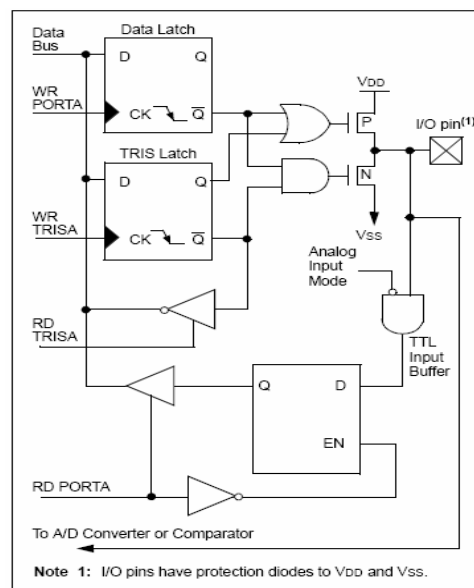 Data Latch
Data
Bus
D
Q
VDD
WR
PORTA
CK
Q
P
I/O pin(1)
TRIS Latch
D
Q
N
WR
TRISA
CK
Q
VSS
Analog
Input
Mode
RD
TRISA
TTL
Input
Buffer
Q
D
EN
RD PORTA
To A/D Converter or Comparator
Note 1: I/O pins have protection diodes to VDD and VSS.